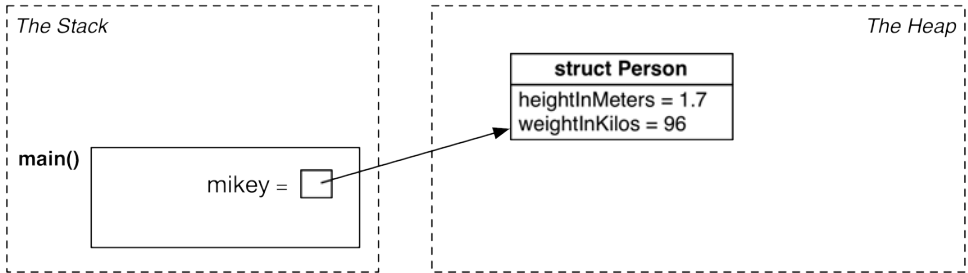 The Stack
The Heap
struct Person
heightInMeters = 1.7
weightInKilos = 96
main()
mikey =